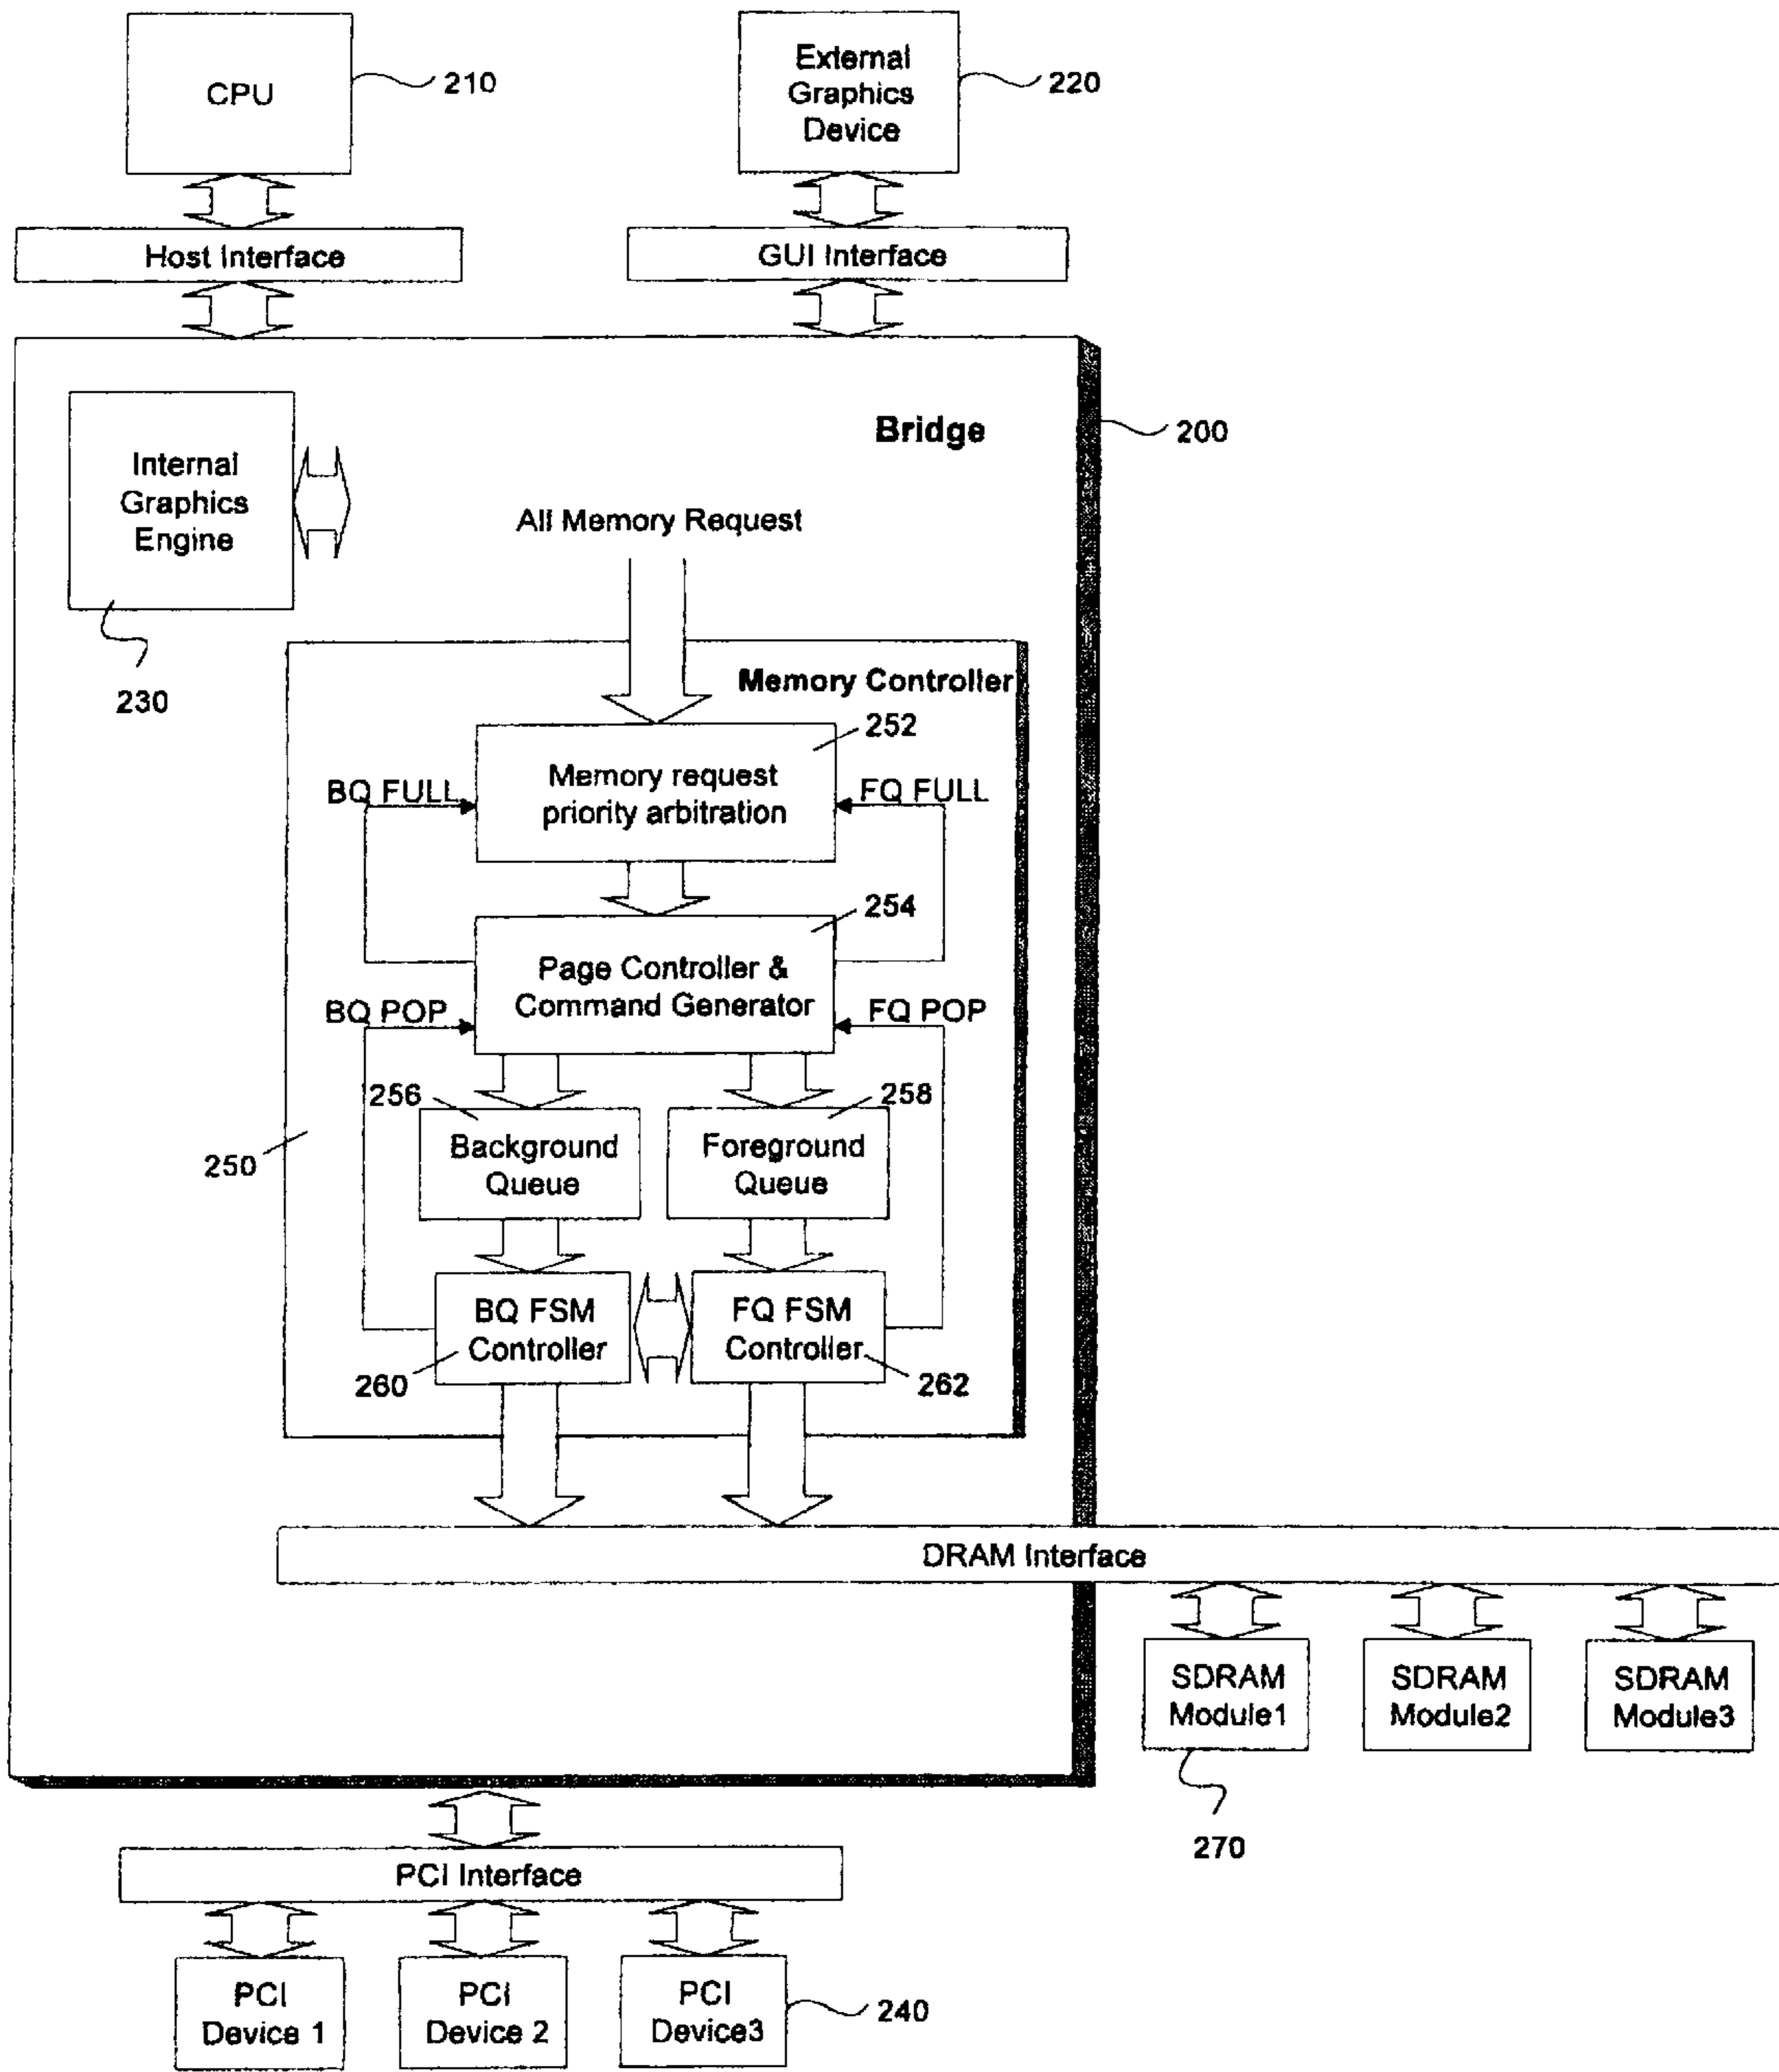 CPU
210
External
Graphics
Device
220
Host Interface
GUI Interface
Bridge
200
Internal
Graphics
Engine
230
All Memory Request
Memory Controller
252
Memory request
priority arbitration
BQ FULL
FQ FULL
254
Page Controller &
Command Generator
BQ POP
FQ POP
256
258
Background
Queue
Foreground
Queue
250
BQ FSM
Controller
FQ FSM
Controller
260
262
DRAM Interface
SDRAM
Module1
SDRAM
Module2
SDRAM
Module3
270
PCI Interface
PCI
Device 1
PCI
Device 2
PCI
Device3
240